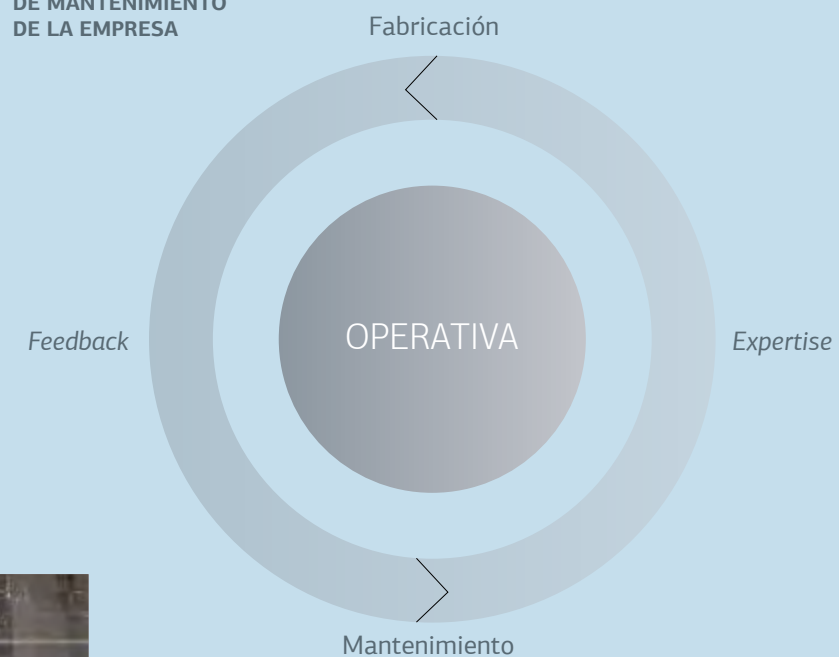 DE MANTENIMIENTO
DE LA EMPRESA
Fabricación
Feedback
OPERATIVA
Expertise
Mantenimiento